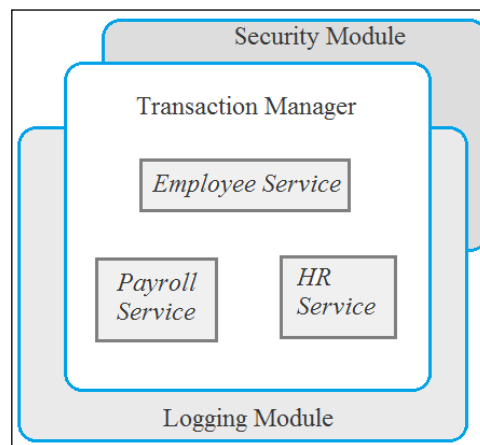 Security Module
Transaction Manager
Employee Service
Payroll
Service
HR
Service
Logging Module